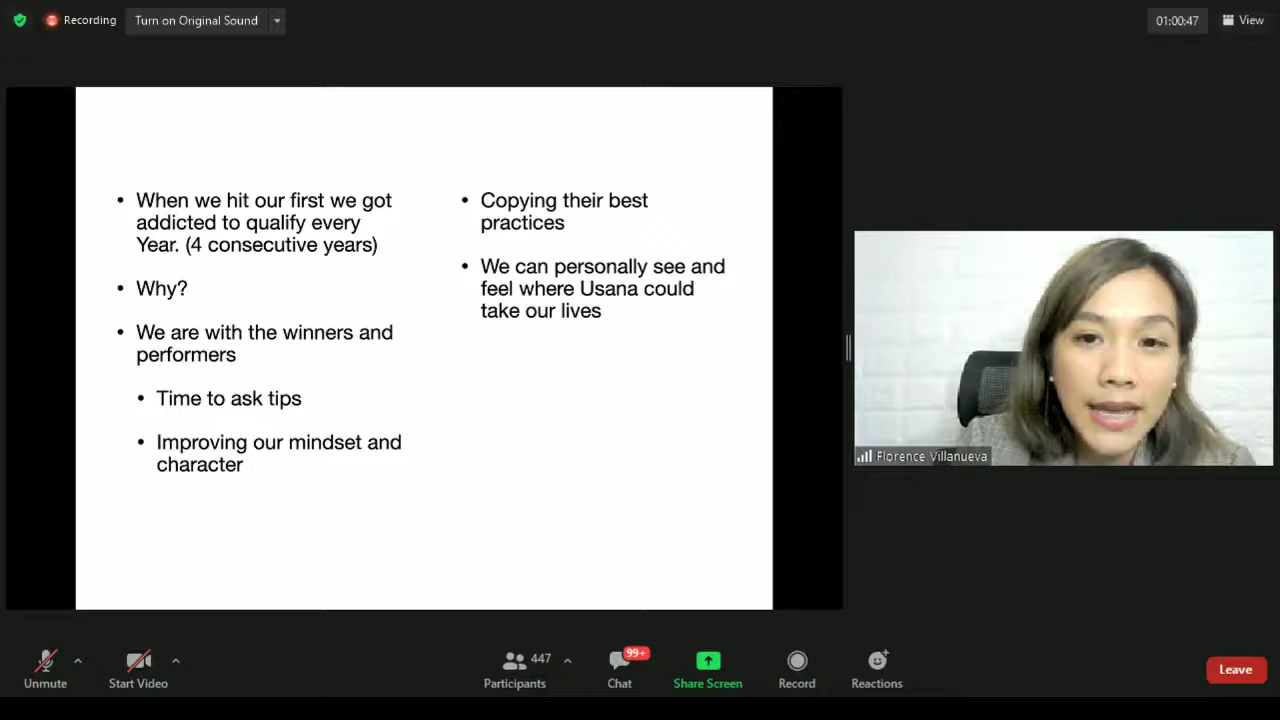 Recording
Turn on Original Sound
01:00:47
View
• When we hit our first we got
addicted to qualify every
Year. (4 consecutive years)
• Why?
• We are with the winners and
performers
• Time to ask tips
• Improving our mindset and
character
• Copying their best
practices
• We can personally see and
feel where Usana could
take our lives
Florence Villanueva
Unmute
Start Video
447
Participants
99+
Chat
Share Screen
Record
Reactions
Leave